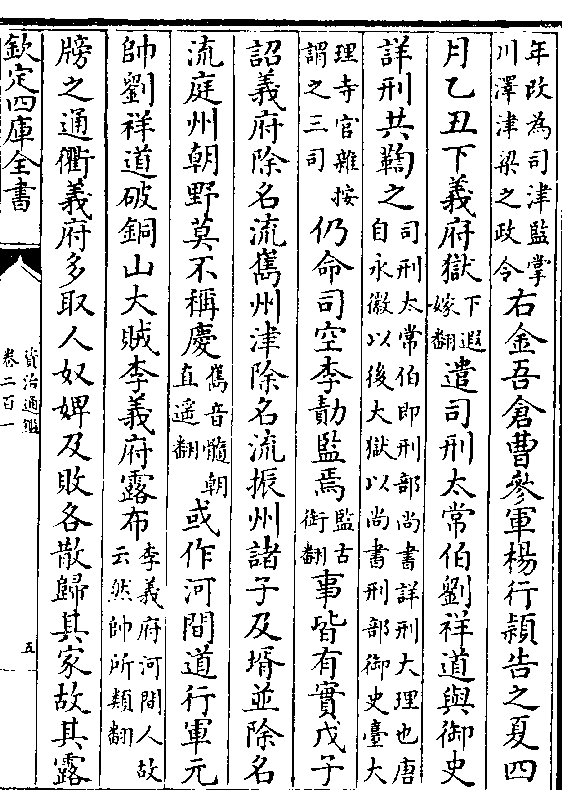 年改為司津監掌
川澤津梁之政令
右金吾倉曹參軍楊行頴告之夏四
月乙丑下義府獄
下遐
嫁翻
遣司刑太常伯劉祥道與御史
詳刑共鞫之
司刑太常伯即刑部尚書詳刑大理也唐
自永徽以後大獄以尚書刑部御史臺大
理寺官雜按
謂之三司
仍命司空李勣監焉
監古
銜翻
事皆有實戊子
詔義府除名流巂州津除名流振州諸子及壻並除名
流庭州朝野莫不稱慶
巂音髓朝
直遥翻
或作河間道行軍元
帥劉祥道破銅山大賊李義府露布
李義府河間人故
云然帥所類翻
牓之通衢義府多取人奴婢及敗各散歸其家故其露
欽定四庫全書
資治通鑑
卷二百一
五